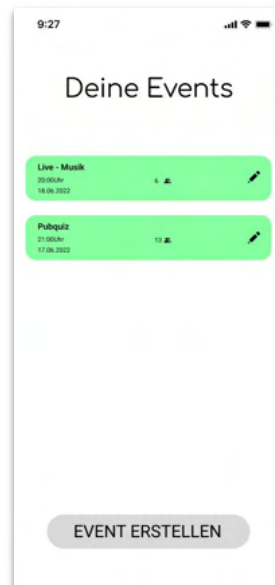 9:27
Deine Events
Live - Musik
20:00Uhr
6
18.06.2022
Pubquiz
21:00Uhr
13
17.06.2022
EVENT ERSTELLEN